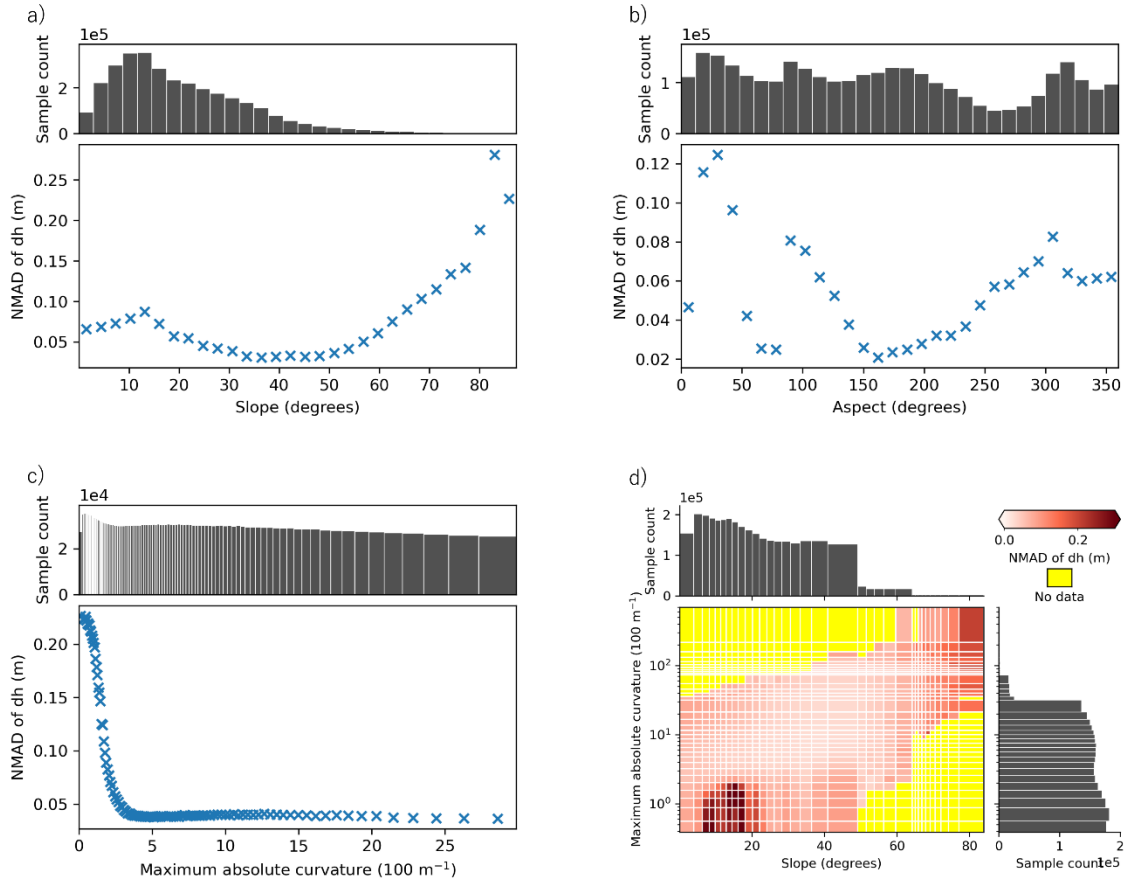 a)
1e5
Sample count
2
0
NMAD of dh (m)
0.25
0.20
0.15
0.10
0.05
10 20 30 40 50 60 70 80
Slope (degrees)
b)
1e5
Sample count
1
0
NMAD of dh (m)
0.12
0.10
0.08
0.06
0.04
0.02
0 50 100 150 200 250 300 350
Aspect (degrees)
c)
1e4
Sample count
2
0
NMAD of dh (m)
0.20
0.15
0.10
0.05
0 5 10 15 20 25
Maximum absolute curvature (100 m⁻¹)
d)
1e5
Sample count
2
1
0
0.0 0.2
NMAD of dh (m)
No data
Maximum absolute curvature (100 m⁻¹)
10²
10¹
10⁰
20 40 60 80
Slope (degrees)
0 1 2
Sample count
1e5